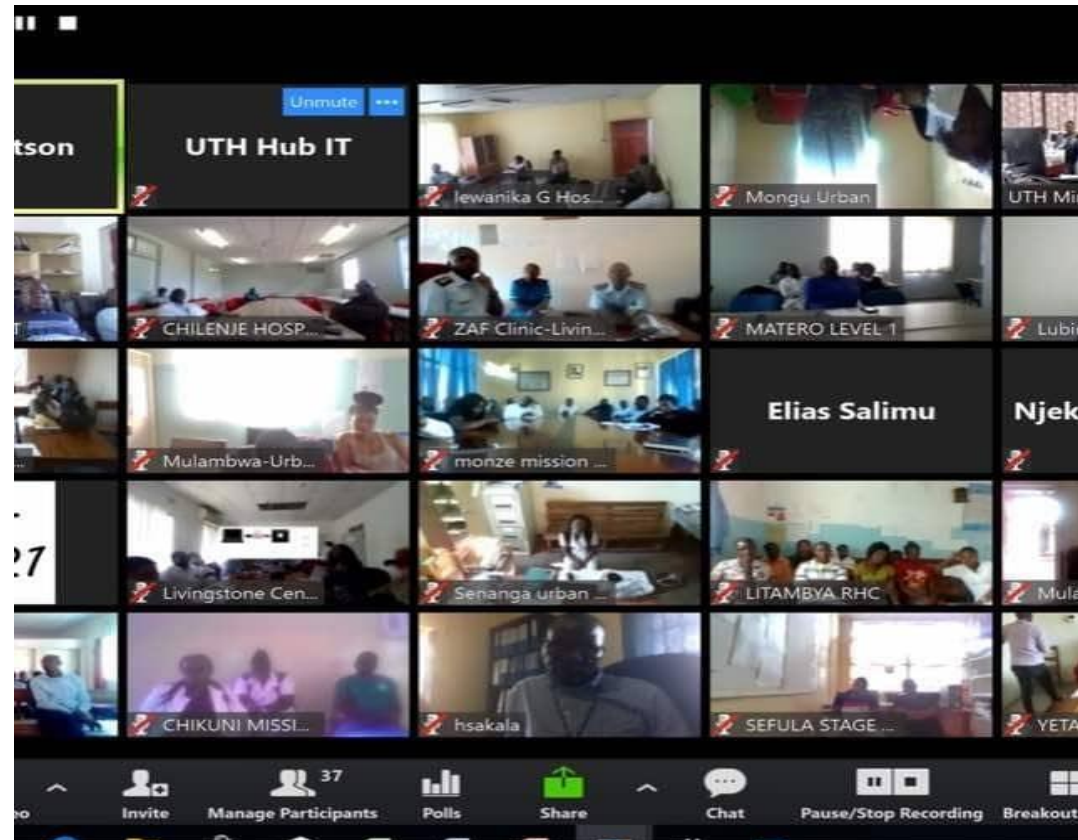 tson
Unmute
UTH Hub IT
lewanika G Hos...
Mongu Urban
UTH Mi
T
CHILENJE HOSP...
ZAF Clinic-Livin...
MATERO LEVEL 1
Lubi
Mulambwa-Urb...
monze mission ...
Elias Salimu
Njek
21
Livingstone Cen...
Senanga urban ...
LITAMBYA RHC
Mula
CHIKUNI MISSI...
hsakala
SEFULA STAGE ...
YETA
eo
Invite
37
Manage Participants
Polls
Share
Chat
Pause/Stop Recording
Breakout